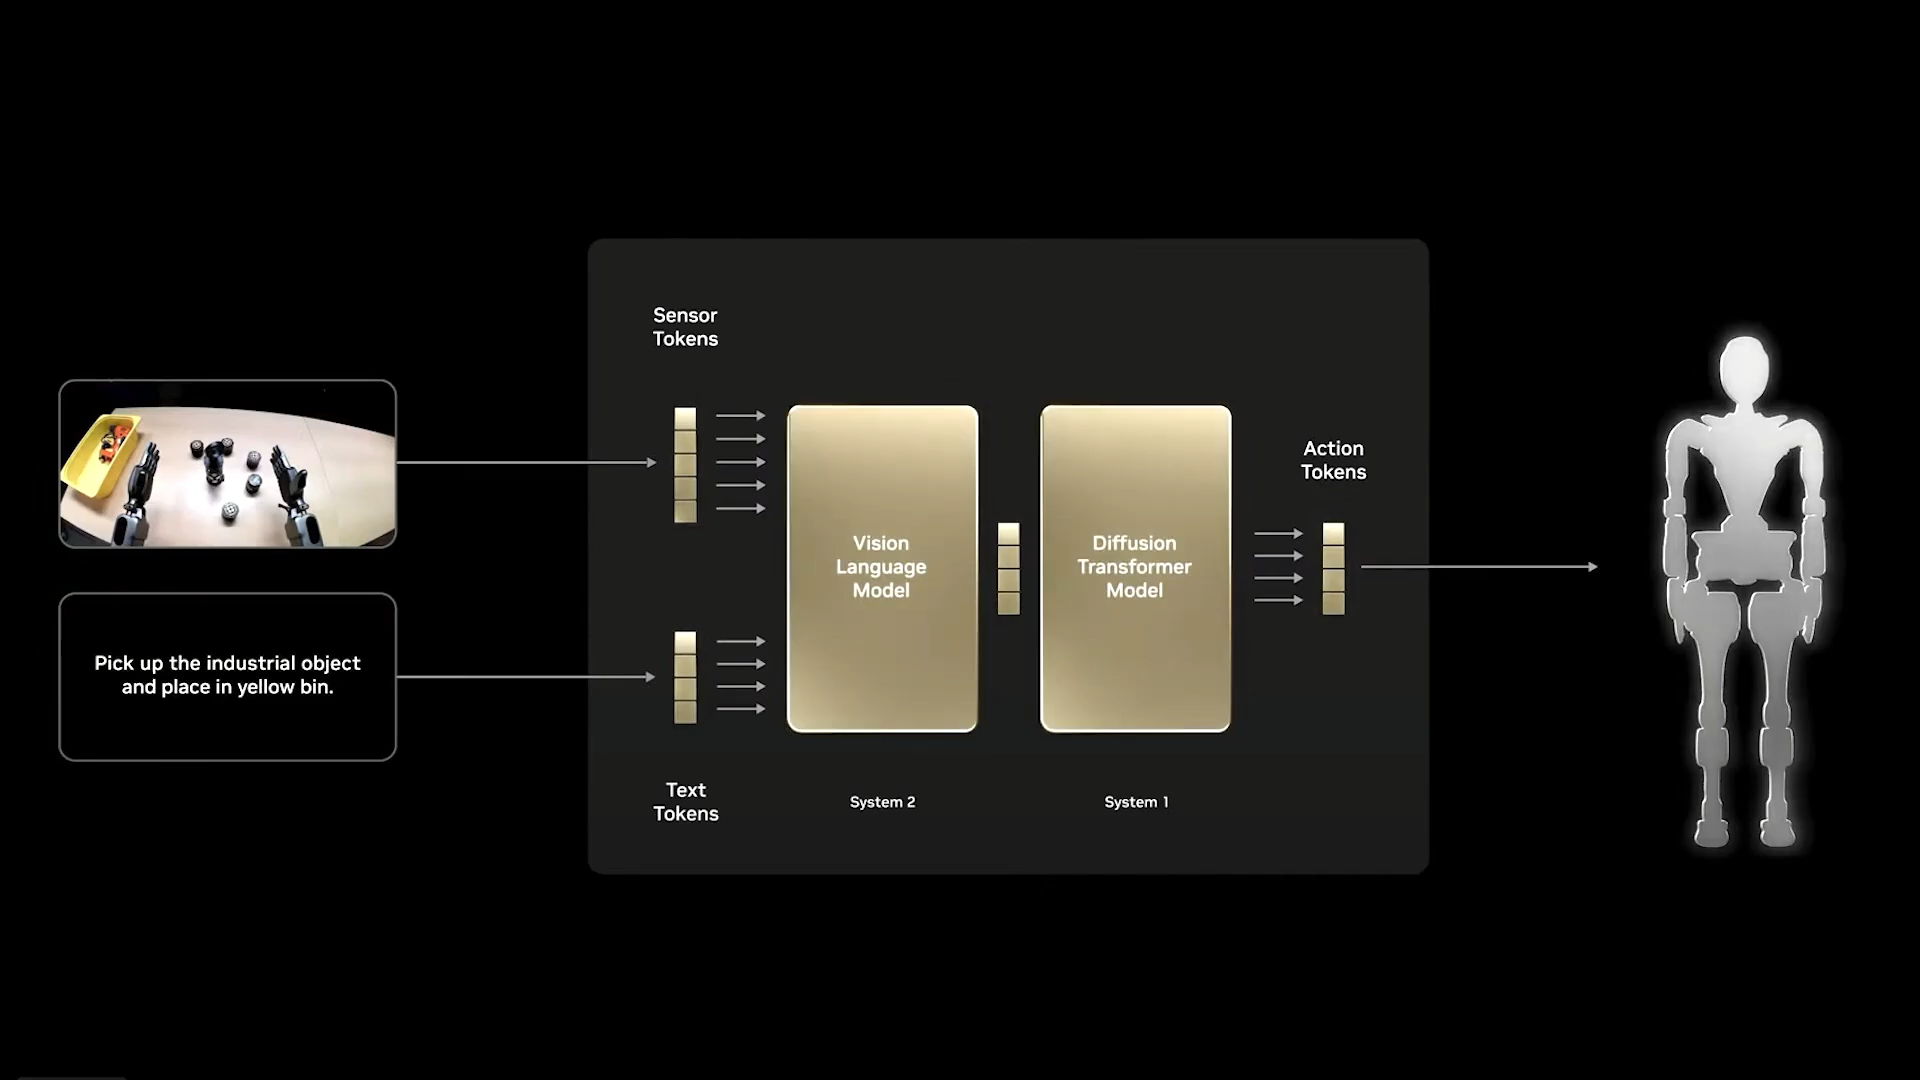 Sensor
Tokens
Pick up the industrial object
and place in yellow bin.
Text
Tokens
Vision
Language
Model
System 2
Diffusion
Transformer
Model
System 1
Action
Tokens